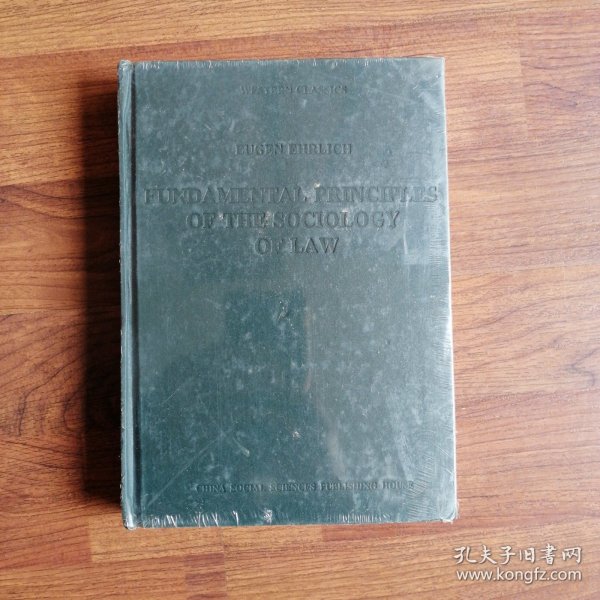 WESTERN CLASSICS
EUGEN EHRLICH
FUNDAMENTAL PRINCIPLES
OF THE SOCIOLOGY
OF LAW
CHINA SOCIAL SCIENCES PUBLISHING HOUSE
孔夫子旧书网
www.kongfz.com